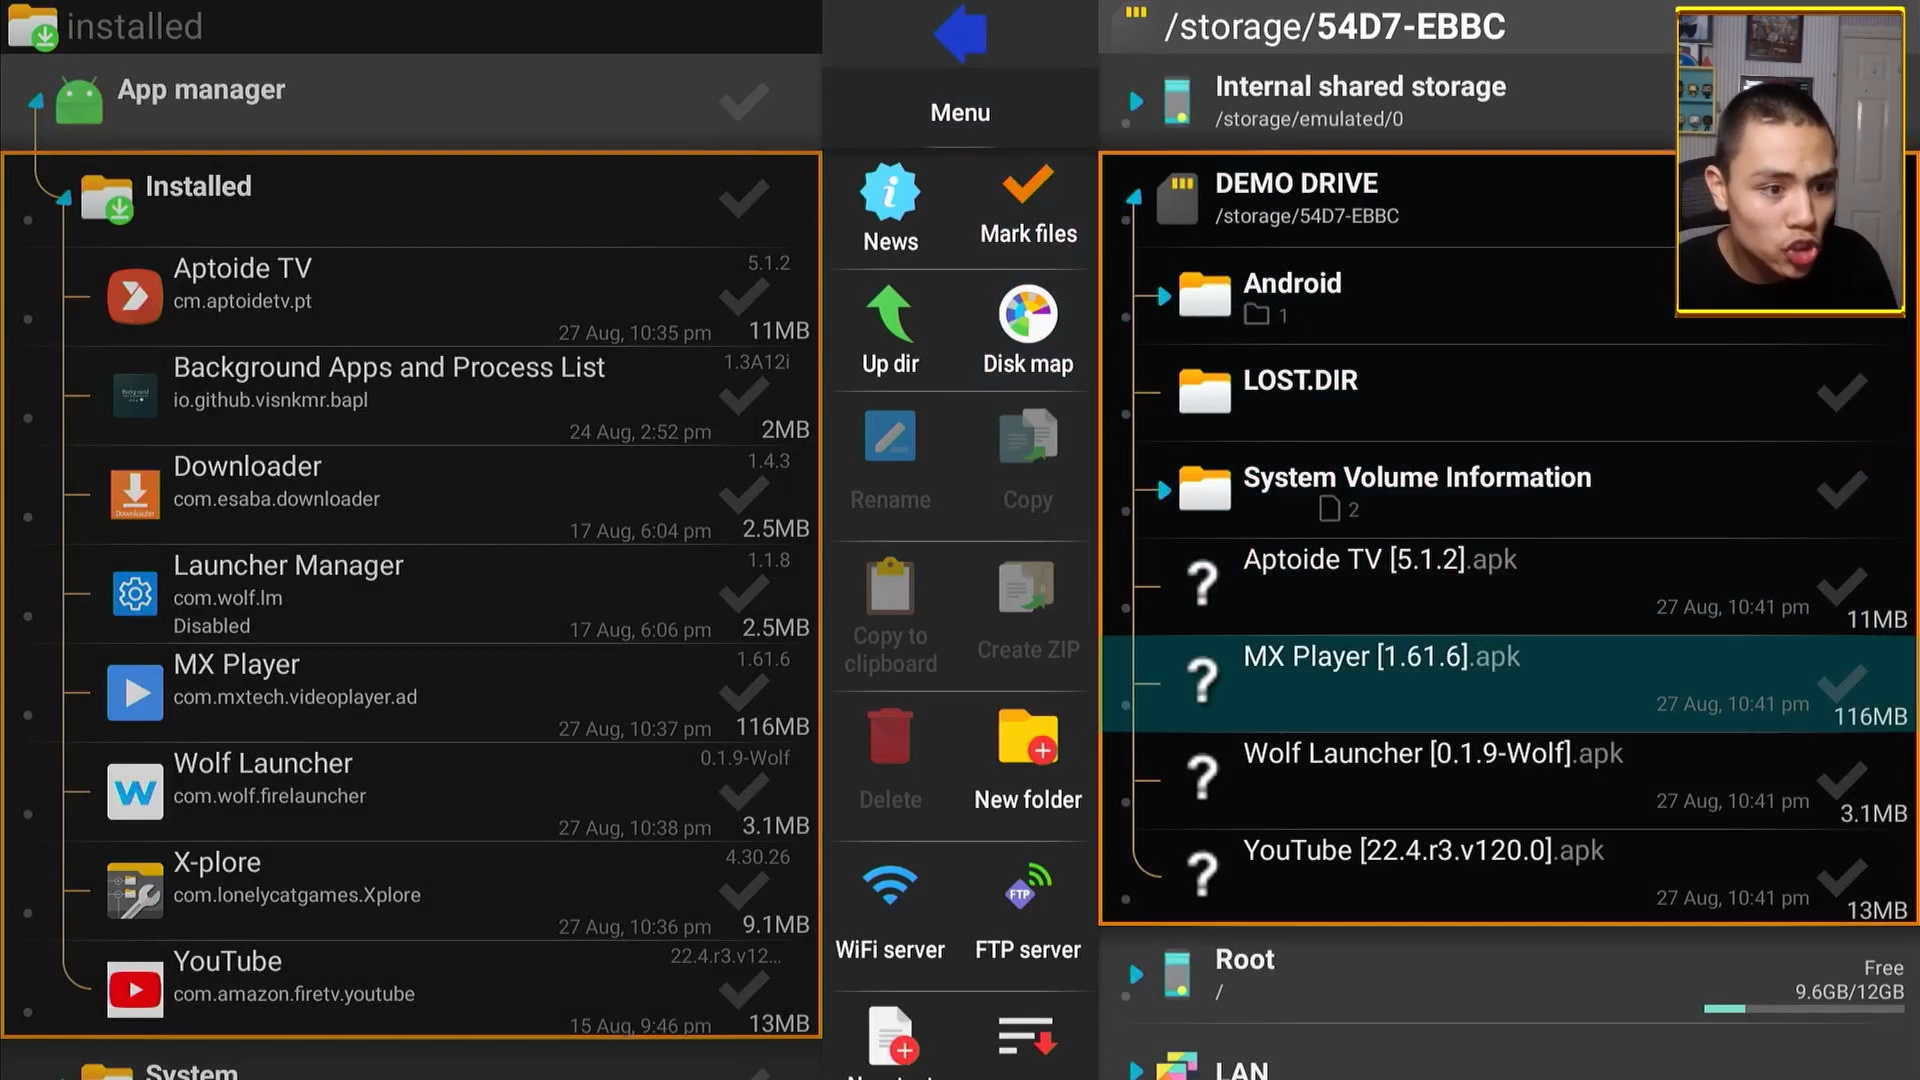 installed
App manager
Installed
Aptoide TV
5.1.2
cm.aptoidetv.pt
27 Aug, 10:35 pm
11MB
Background Apps and Process List
1.3A12i
io.github.visnkmr.bapl
24 Aug, 2:52 pm
2MB
Downloader
1.4.3
com.esaba.downloader
17 Aug, 6:04 pm
2.5MB
Launcher Manager
1.1.8
com.wolf.lm
Disabled
17 Aug, 6:06 pm
2.5MB
MX Player
1.61.6
com.mxtech.videoplayer.ad
27 Aug, 10:37 pm
116MB
Wolf Launcher
0.1.9-Wolf
com.wolf.firelauncher
27 Aug, 10:38 pm
3.1MB
X-plore
4.30.26
com.lonelycatgames.Xplore
27 Aug, 10:36 pm
9.1MB
YouTube
22.4.r3.v12...
com.amazon.firetv.youtube
15 Aug, 9:46 pm
13MB
System
Menu
News
Mark files
Up dir
Disk map
Rename
Copy
Copy to
clipboard
Create ZIP
Delete
New folder
WiFi server
FTP
FTP server
/storage/54D7-EBBC
Internal shared storage
/storage/emulated/0
DEMO DRIVE
/storage/54D7-EBBC
Android
1
LOST.DIR
System Volume Information
2
Aptoide TV [5.1.2].apk
27 Aug, 10:41 pm
11MB
MX Player [1.61.6].apk
27 Aug, 10:41 pm
116MB
Wolf Launcher [0.1.9-Wolf].apk
27 Aug, 10:41 pm
3.1MB
YouTube [22.4.r3.v120.0].apk
27 Aug, 10:41 pm
13MB
Root
/
Free
9.6GB/12GB
LAN